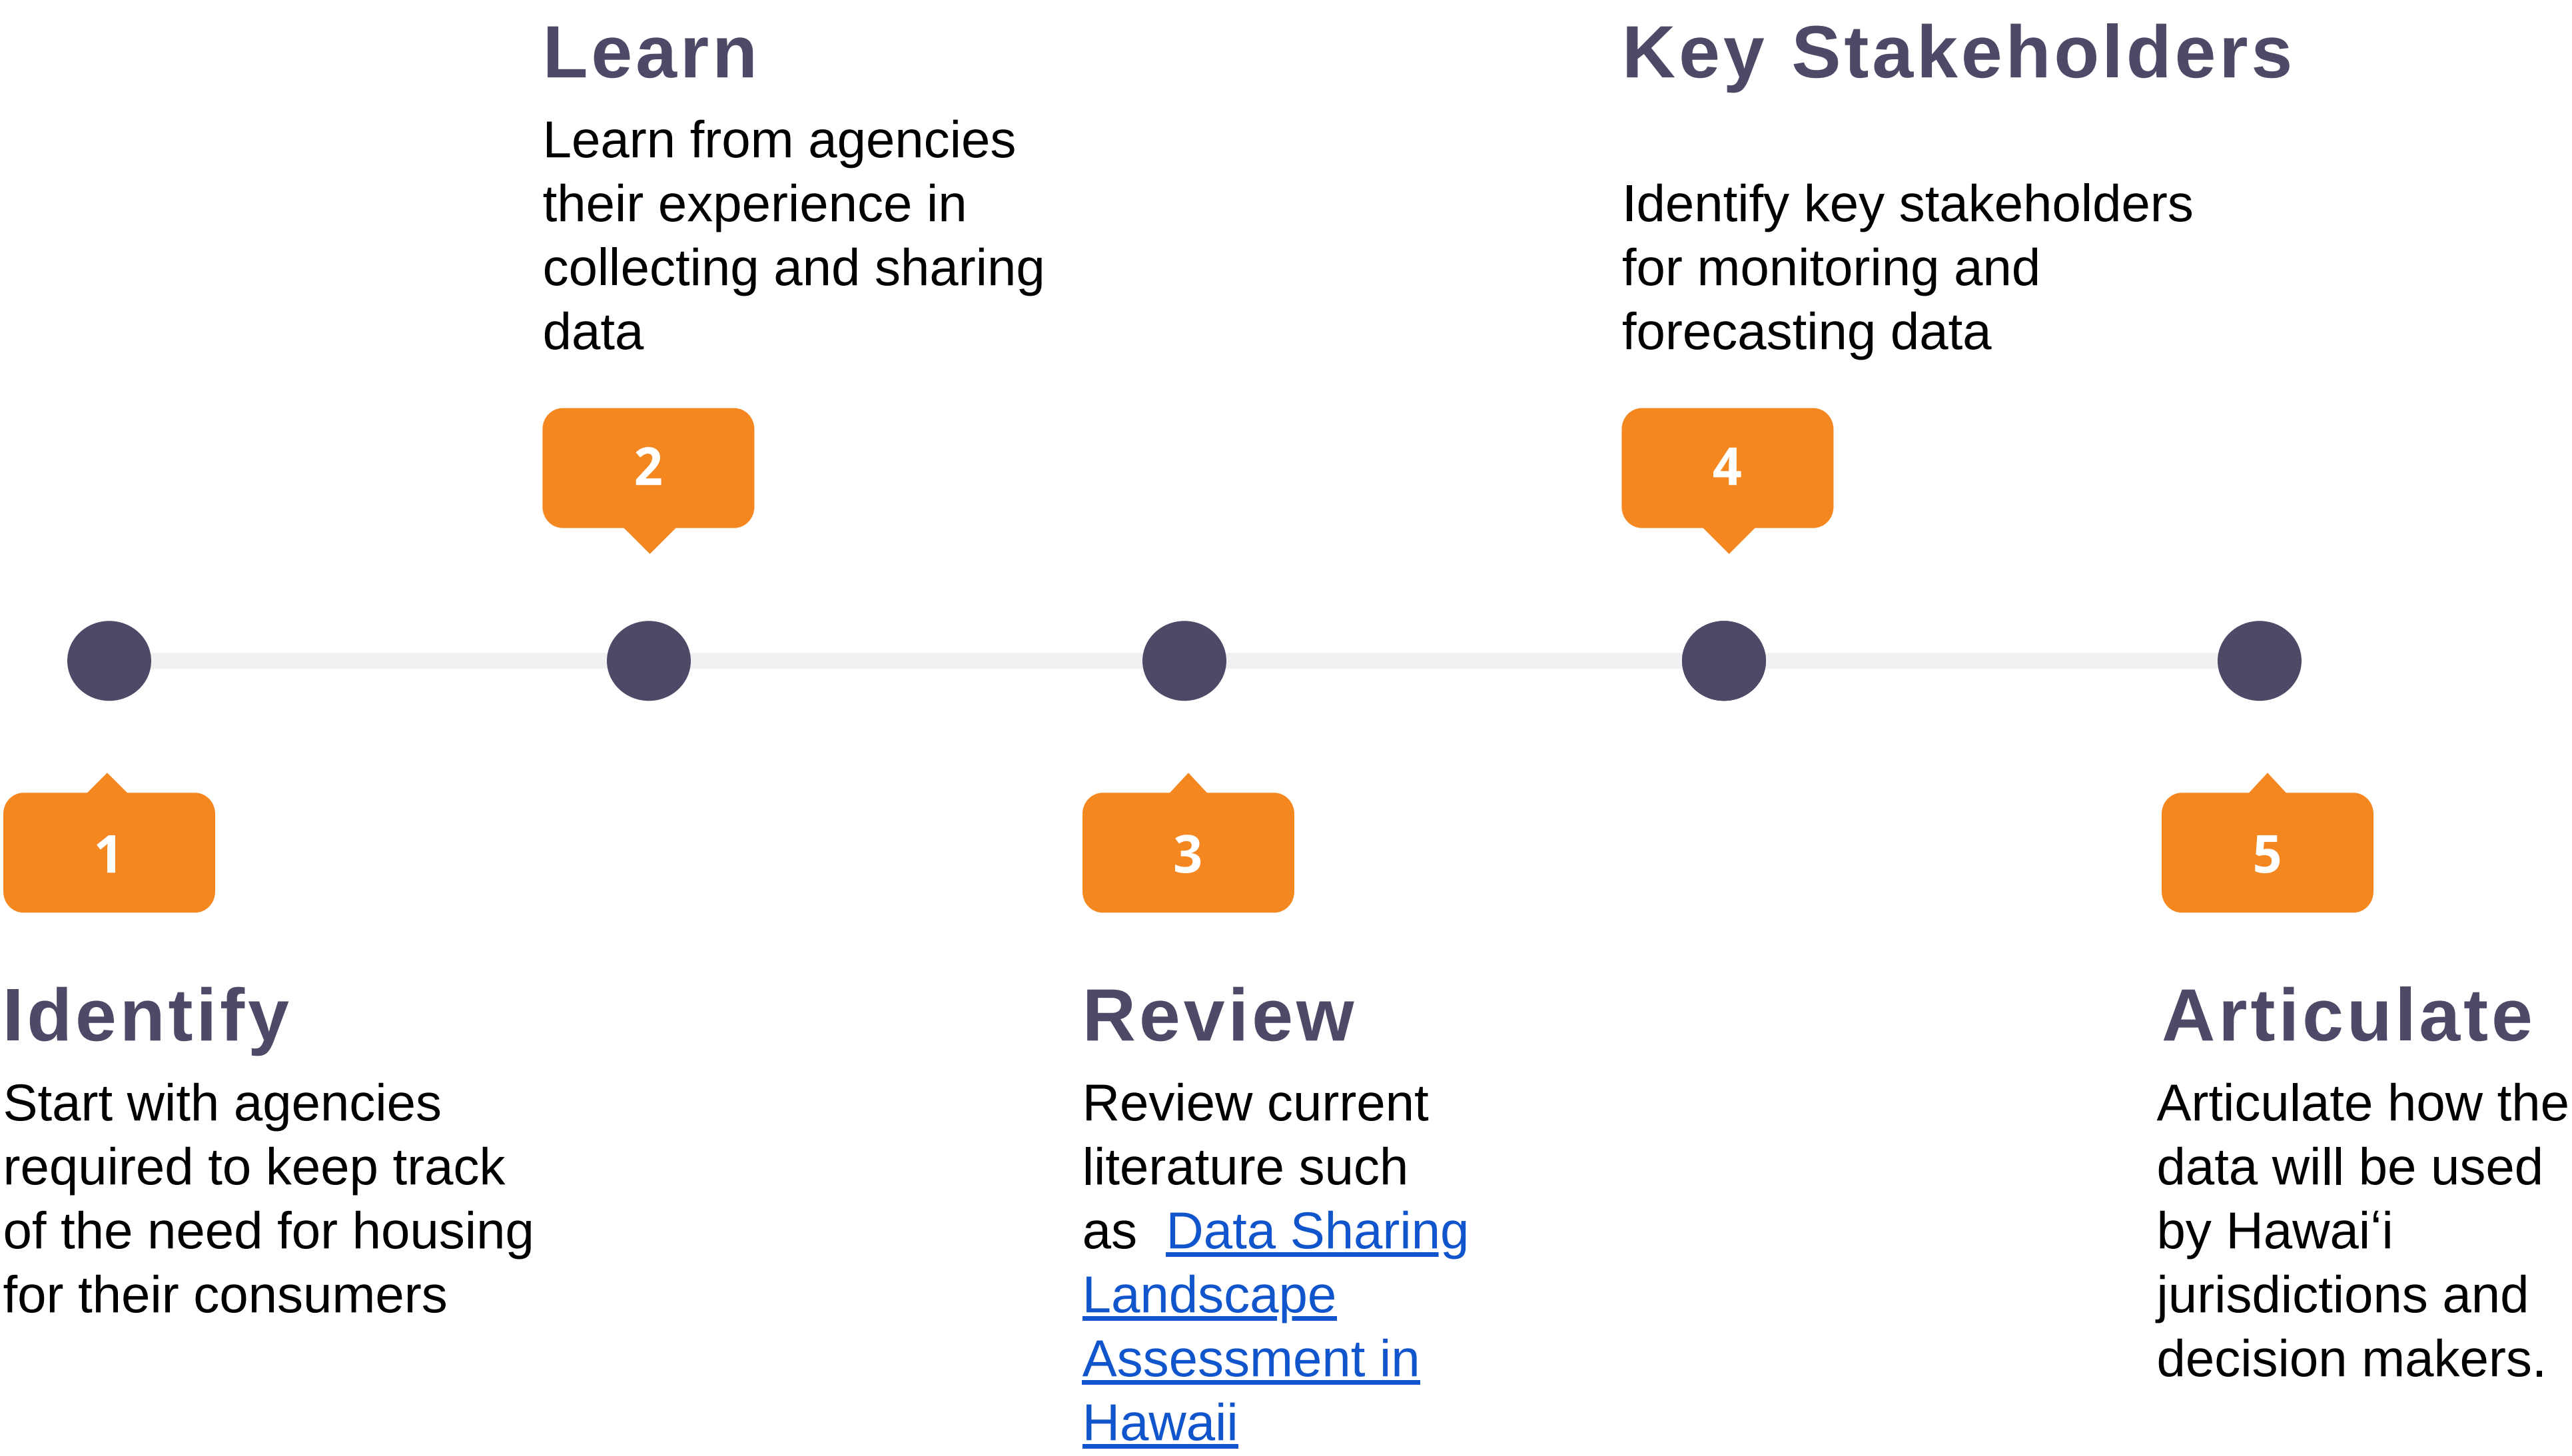 Learn
Learn from agencies
their experience in
collecting and sharing
data
2
Key Stakeholders
Identify key stakeholders
for monitoring and
forecasting data
4
1
Identify
Start with agencies
required to keep track
of the need for housing
for their consumers
3
Review
Review current
literature such
as  Data Sharing
Landscape
Assessment in
Hawaii
5
Articulate
Articulate how the
data will be used
by Hawaiʻi
jurisdictions and
decision makers.